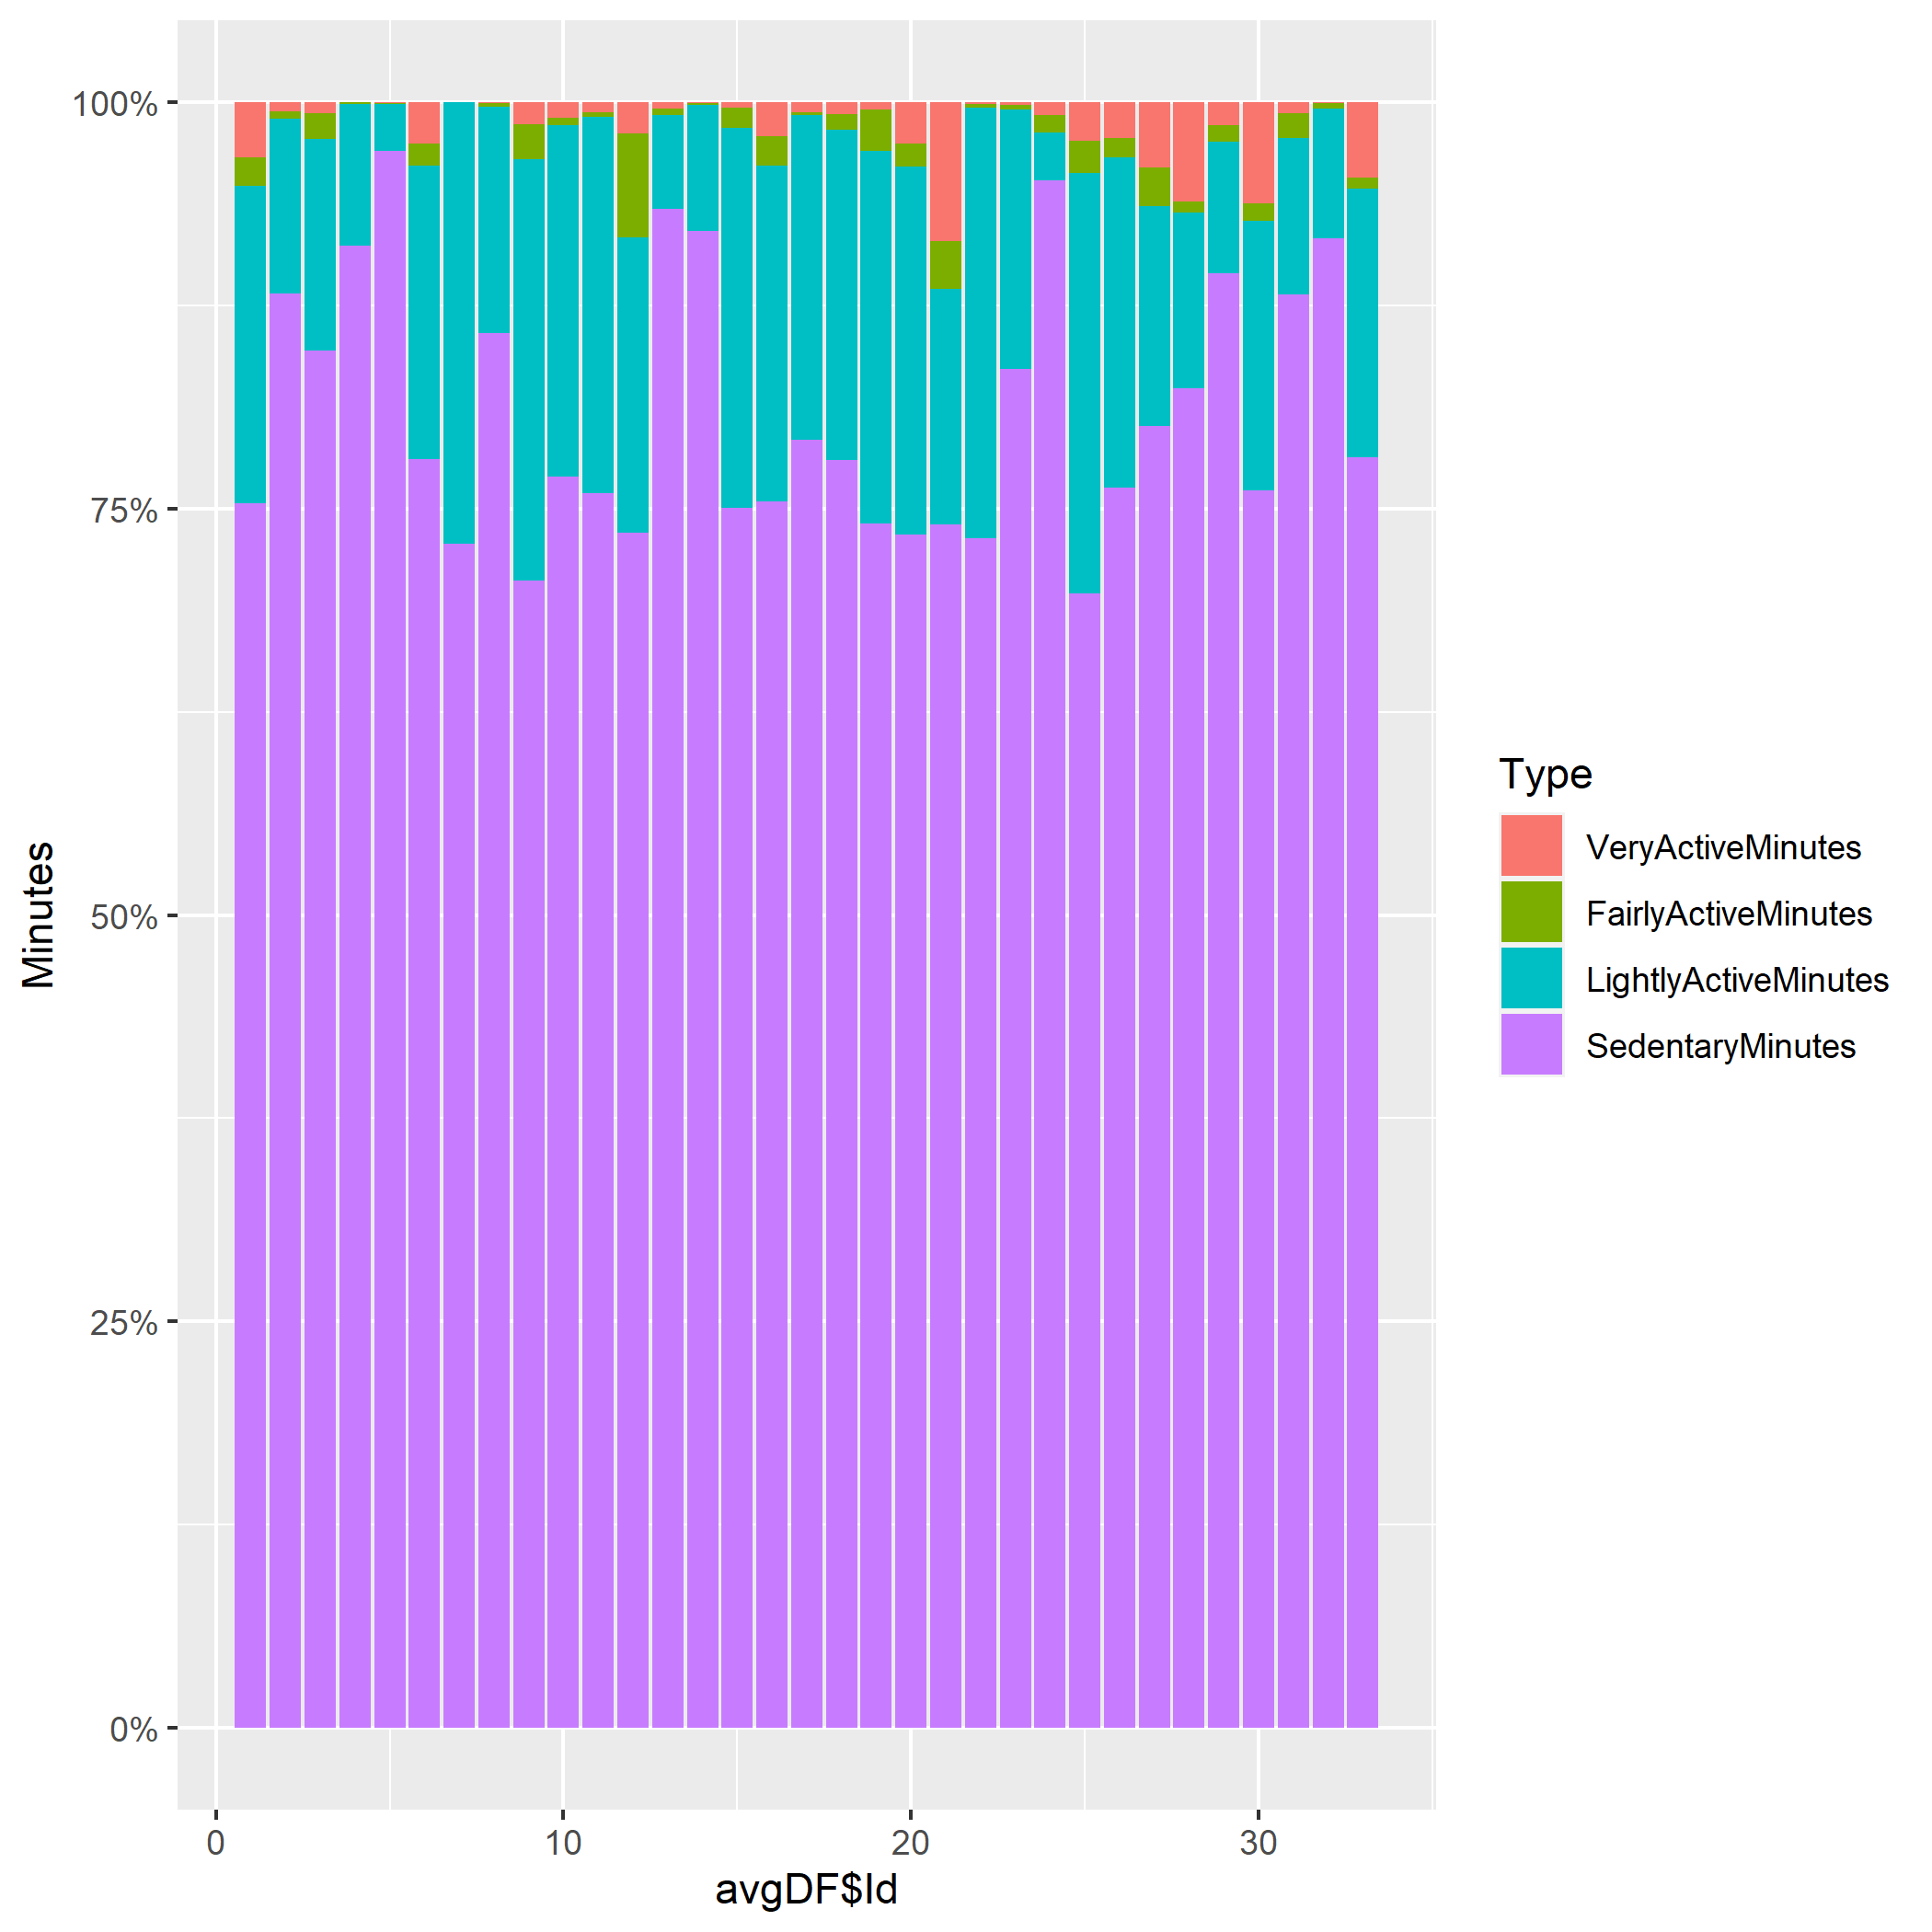 100%
75%
50%
25%
0%
Minutes
0 10 20 30
avgDF$Id
Type
VeryActiveMinutes
FairlyActiveMinutes
LightlyActiveMinutes
SedentaryMinutes